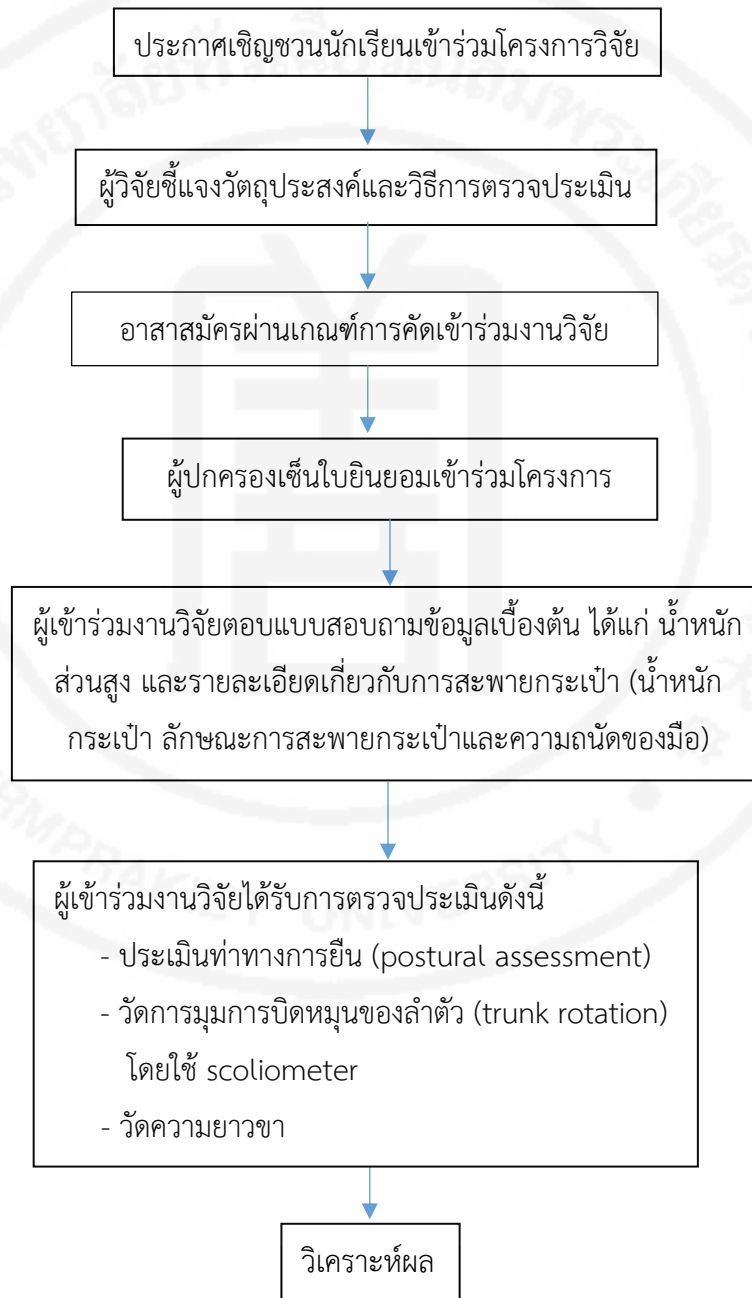 ประกาศเชิญชวนนักเรียนเข้าร่วมโครงการวิจัย
ผู้วิจัยชี้แจงวัตถุประสงค์และวิธีการตรวจประเมิน
อาสาสมัครผ่านเกณฑ์การคัดเข้าร่วมงานวิจัย
ผู้ปกครองเซ็นใบยินยอมเข้าร่วมโครงการ
ผู้เข้าร่วมงานวิจัยตอบแบบสอบถามข้อมูลเบื้องต้น ได้แก่ น้ำหนัก
ส่วนสูง และรายละเอียดเกี่ยวกับการสะพายกระเป๋า (น้ำหนัก
กระเป๋า ลักษณะการสะพายกระเป๋าและความถนัดของมือ)
ผู้เข้าร่วมงานวิจัยได้รับการตรวจประเมินดังนี้
- ประเมินท่าทางการยืน (postural assessment)
- วัดการมุมการบิดหมุนของลำตัว (trunk rotation)
โดยใช้ scoliometer
- วัดความยาวขา
วิเคราะห์ผล